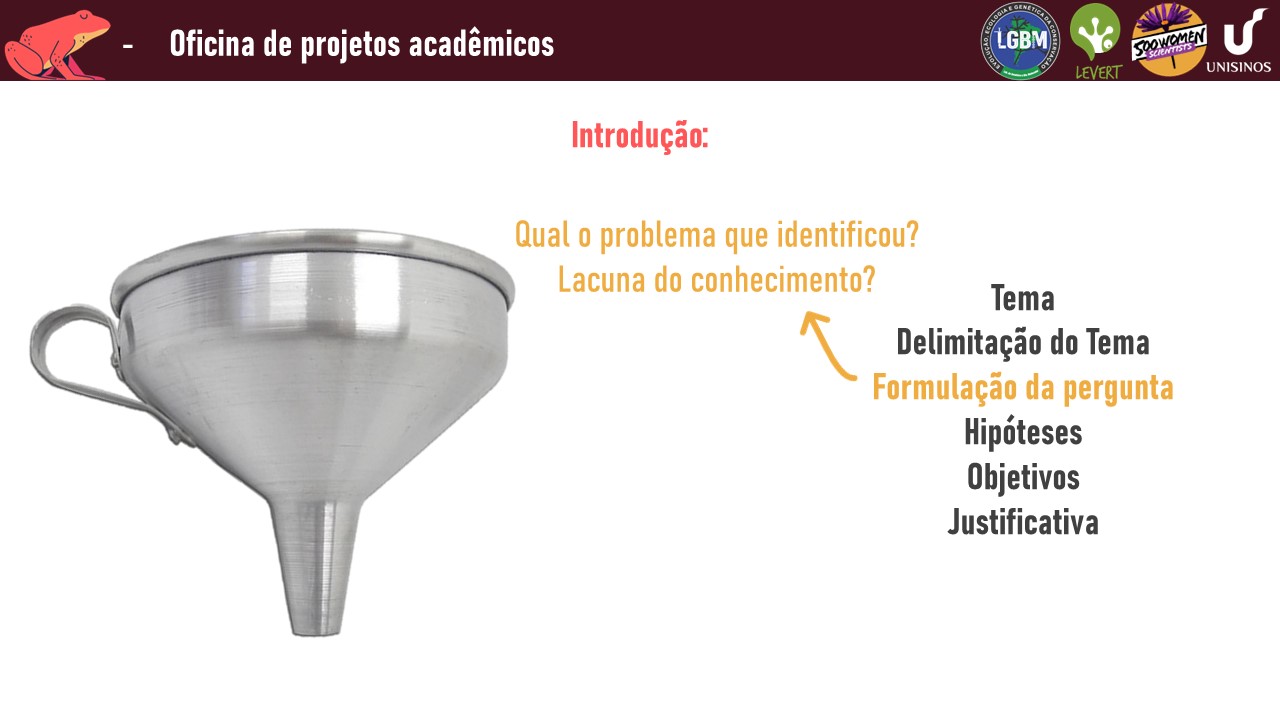 - Oficina de projetos acadêmicos
LGBM
EVOLUÇÃO, ECOLOGIA E GENÉTICA DA CONSERVAÇÃO
LEVERT
500 WOMEN
SCIENTISTS
UNISINOS
Introdução:
Qual o problema que identificou?
Lacuna do conhecimento?
Tema
Delimitação do Tema
Formulação da pergunta
Hipóteses
Objetivos
Justificativa